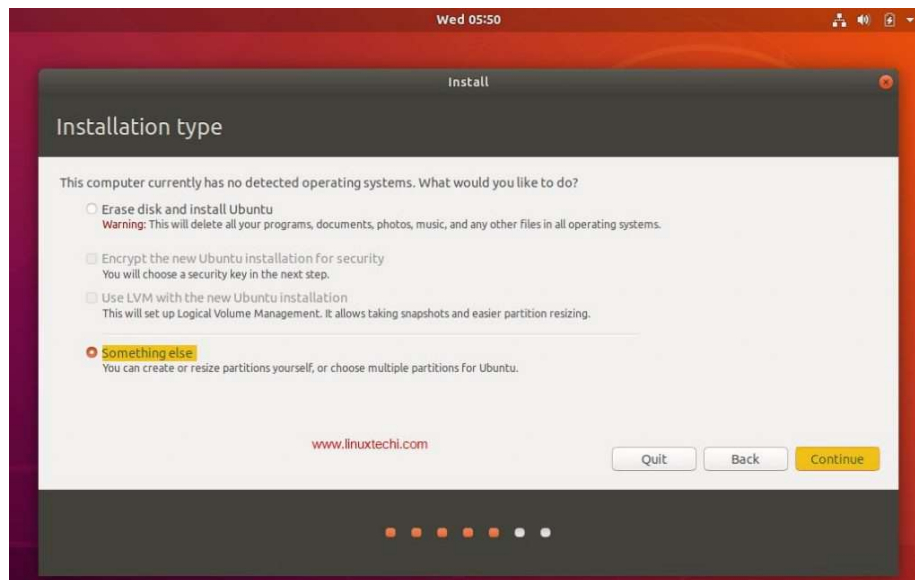 Wed 05:50
Install
Installation type
This computer currently has no detected operating systems. What would you like to do?
Erase disk and install Ubuntu
Warning: This will delete all your programs, documents, photos, music, and any other files in all operating systems.
Encrypt the new Ubuntu installation for security
You will choose a security key in the next step.
Use LVM with the new Ubuntu installation
This will set up Logical Volume Management. It allows taking snapshots and easier partition resizing.
Something else
You can create or resize partitions yourself, or choose multiple partitions for Ubuntu.
www.linuxtechi.com
Quit Back Continue